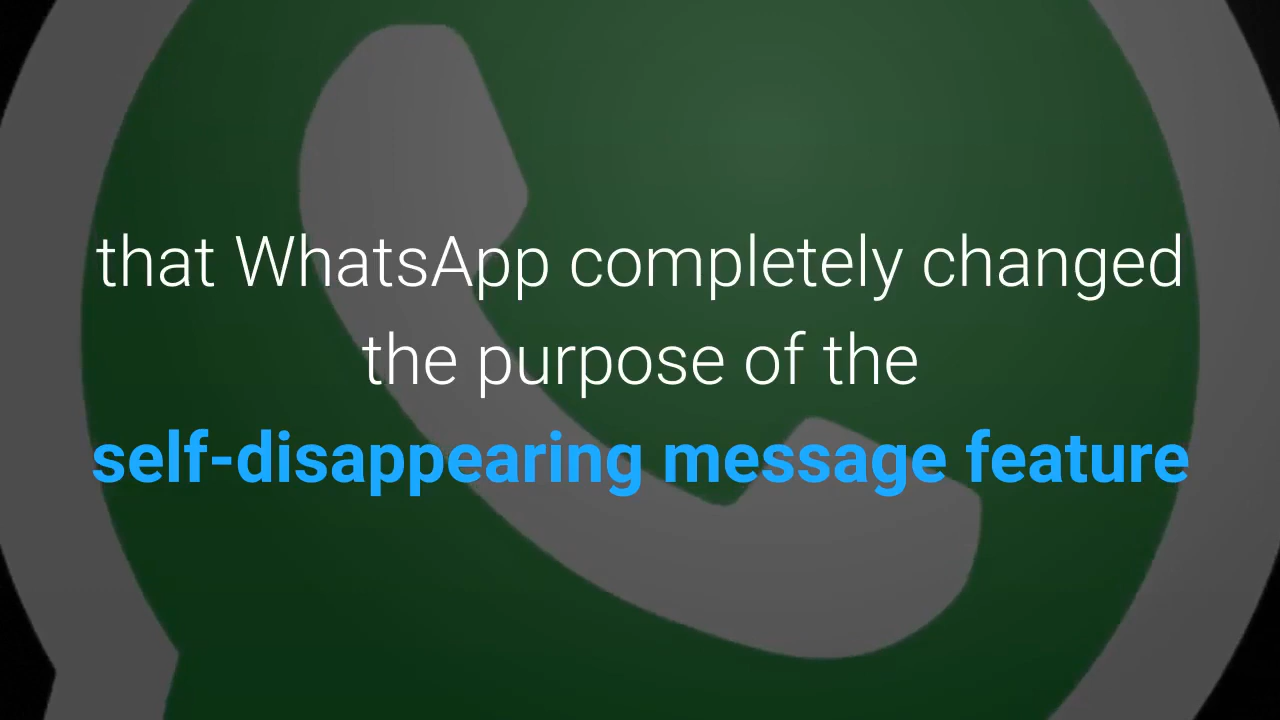 that WhatsApp completely changed
the purpose of the
self-disappearing message feature